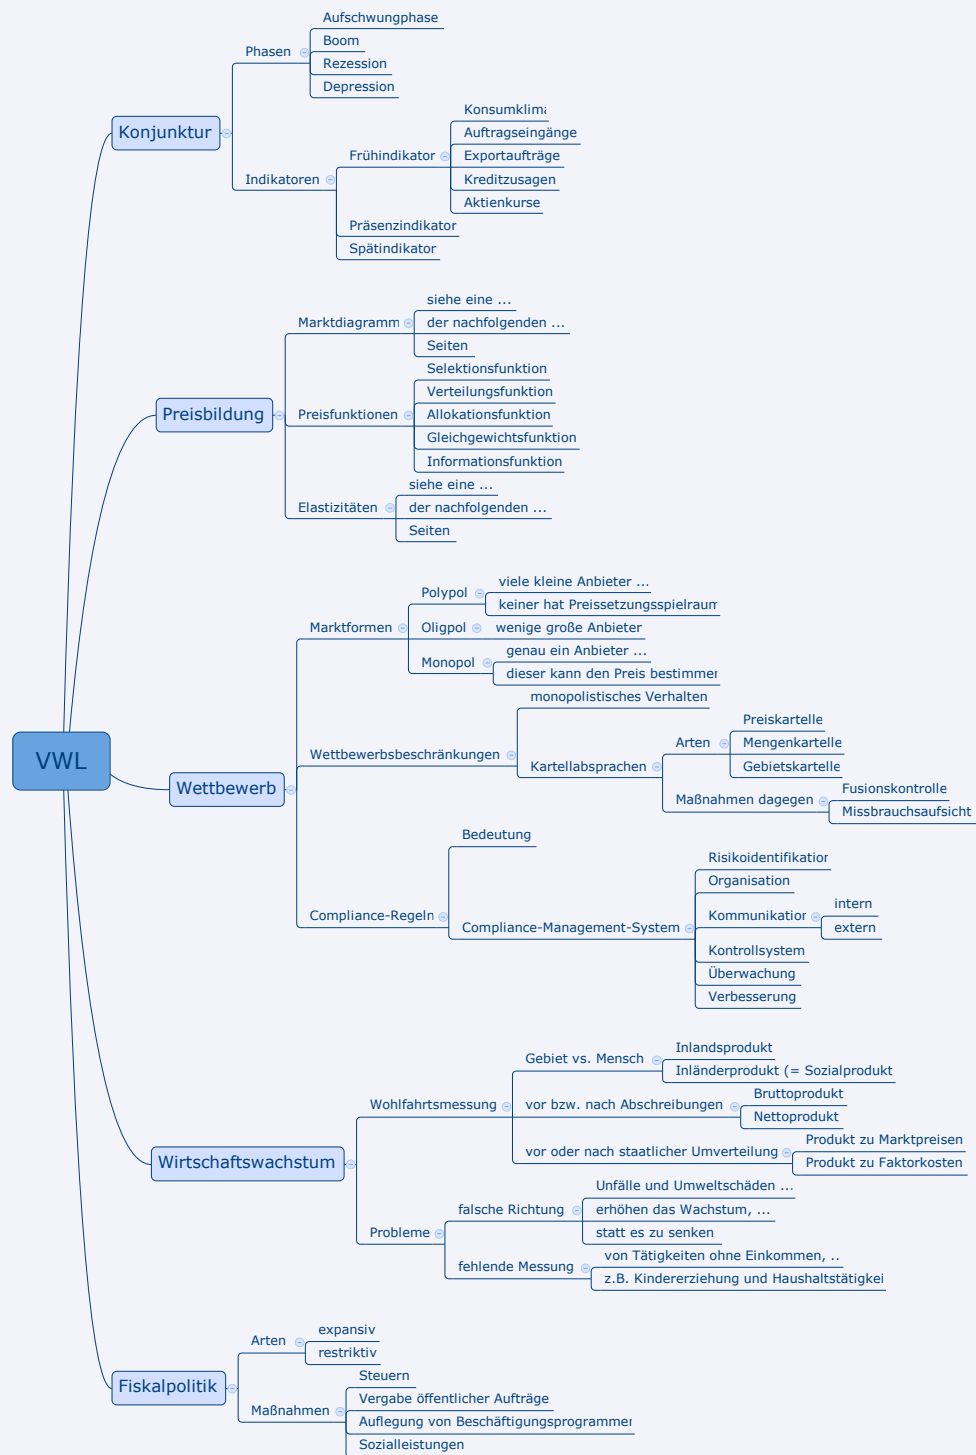 VWL
Konjunktur
Phasen
Aufschwungphase
Boom
Rezession
Depression
Indikatoren
Frühindikator
Konsumklima
Auftragseingänge
Exportaufträge
Kreditzusagen
Aktienkurse
Präsenzindikator
Spätindikator
Preisbildung
Marktdiagramm
siehe eine ...
der nachfolgenden ...
Seiten
Preisfunktionen
Selektionsfunktion
Verteilungsfunktion
Allokationsfunktion
Gleichgewichtsfunktion
Informationsfunktion
Elastizitäten
siehe eine ...
der nachfolgenden ...
Seiten
Wettbewerb
Marktformen
Polypol
viele kleine Anbieter ...
keiner hat Preissetzungsspielraum
Oligpol
wenige große Anbieter
Monopol
genau ein Anbieter ...
dieser kann den Preis bestimmen
Wettbewerbsbeschränkungen
monopolistisches Verhalten
Kartellabsprachen
Arten
Preiskartelle
Mengenkartelle
Gebietskartelle
Maßnahmen dagegen
Fusionskontrolle
Missbrauchsaufsicht
Compliance-Regeln
Bedeutung
Compliance-Management-System
Risikoidentifikation
Organisation
Kommunikation
intern
extern
Kontrollsystem
Überwachung
Verbesserung
Wirtschaftswachstum
Wohlfahrtsmessung
Gebiet vs. Mensch
Inlandsprodukt
Inländerprodukt (= Sozialprodukt
vor bzw. nach Abschreibungen
Bruttoprodukt
Nettoprodukt
vor oder nach staatlicher Umverteilung
Produkt zu Marktpreisen
Produkt zu Faktorkosten
Probleme
falsche Richtung
Unfälle und Umweltschäden ...
erhöhen das Wachstum, ...
statt es zu senken
fehlende Messung
von Tätigkeiten ohne Einkommen, ..
z.B. Kindererziehung und Haushaltstätigkei
Fiskalpolitik
Arten
expansiv
restriktiv
Maßnahmen
Steuern
Vergabe öffentlicher Aufträge
Auflegung von Beschäftigungsprogrammen
Sozialleistungen